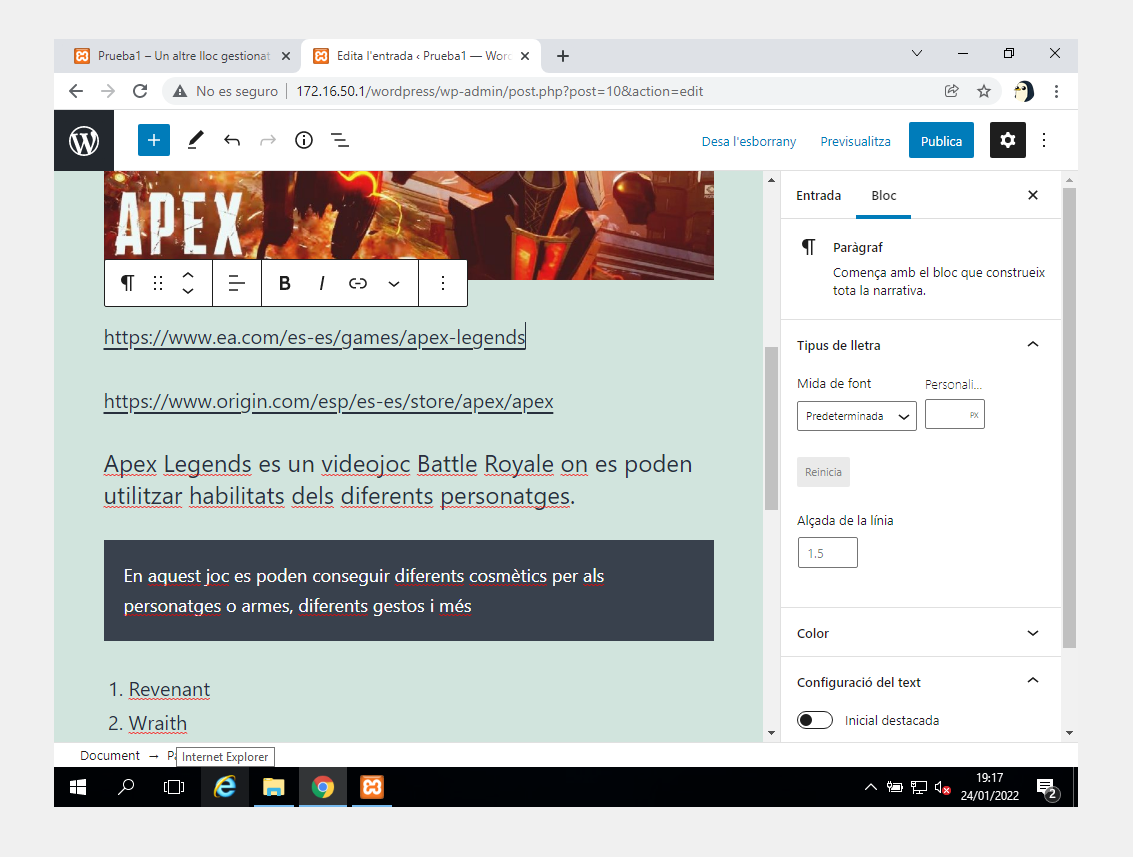 Prueba1 – Un altre lloc gestionat
Edita l'entrada ‹ Prueba1 — Word
No es seguro
172.16.50.1/wordpress/wp-admin/post.php?post=10&action=edit
Desa l'esborrany
Previsualitza
Publica
APEX
B I
https://www.ea.com/es-es/games/apex-legends
https://www.origin.com/esp/es-es/store/apex/apex
Apex Legends es un videojoc Battle Royale on es poden
utilitzar habilitats dels diferents personatges.
En aquest joc es poden conseguir diferents cosmètics per als
personatges o armes, diferents gestos i més
1. Revenant
2. Wraith
Entrada
Bloc
Paràgraf
Comença amb el bloc que construeix
tota la narrativa.
Tipus de lletra
Mida de font
Personali...
Predeterminada
PX
Reinicia
Alçada de la línia
1.5
Color
Configuració del text
Inicial destacada
Document → Pa
Internet Explorer
19:17
24/01/2022
2